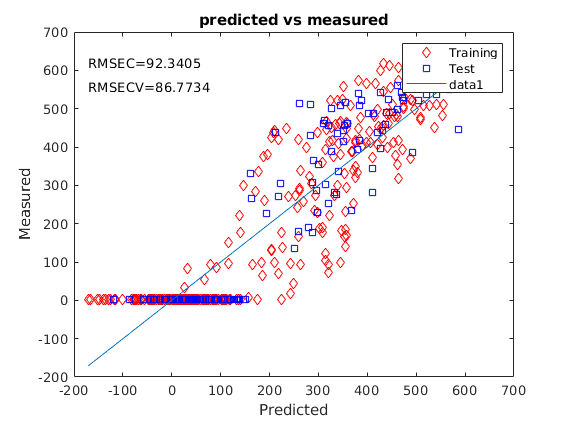 predicted vs measured
RMSEC=92.3405
RMSECV=86.7734
Training
Test
data1
700
600
500
400
300
200
100
0
-100
-200
Measured
-200
-100
0
100
200
300
400
500
600
700
Predicted